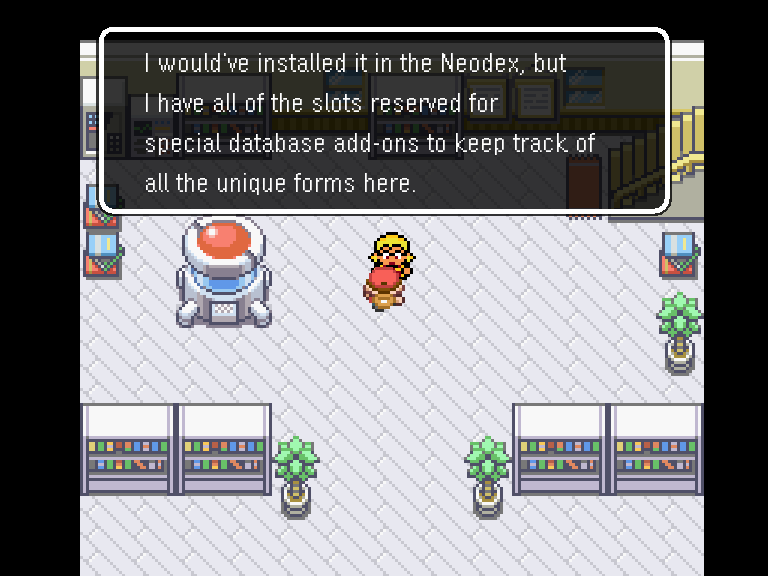 I would've installed it in the Neodex, but
I have all of the slots reserved for
special database add-ons to keep track of
all the unique forms here.